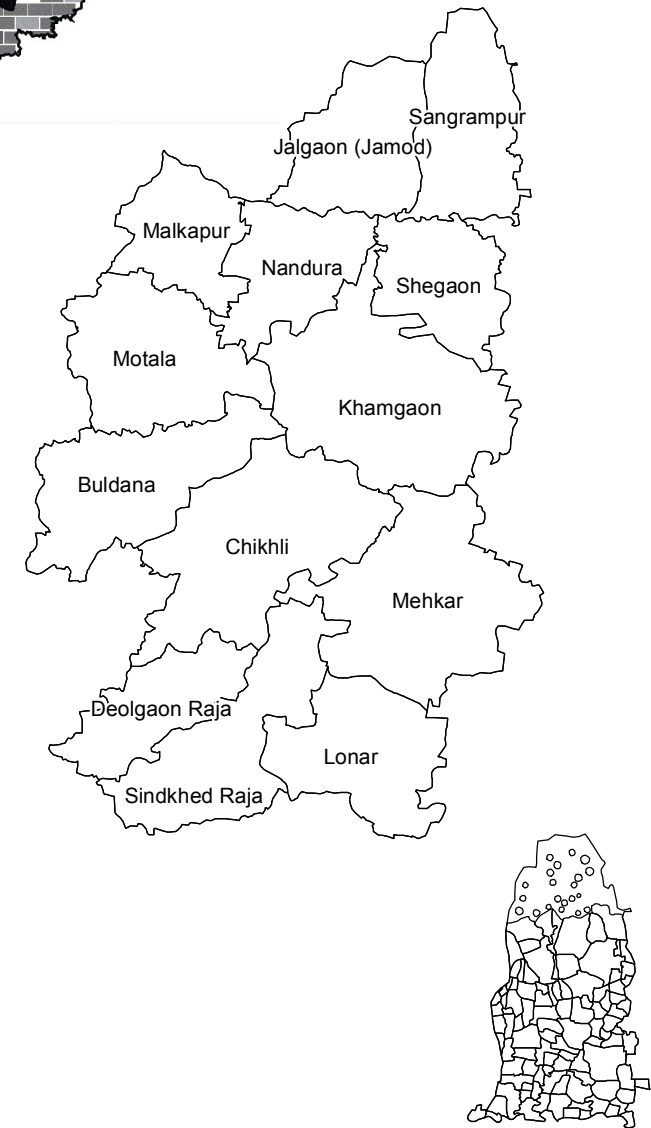 Sangrampur
Jalgaon (Jamod)
Malkapur
Nandura
Shegaon
Motala
Khamgaon
Buldana
Chikhli
Mehkar
Deolgaon Raja
Lonar
Sindkhed Raja